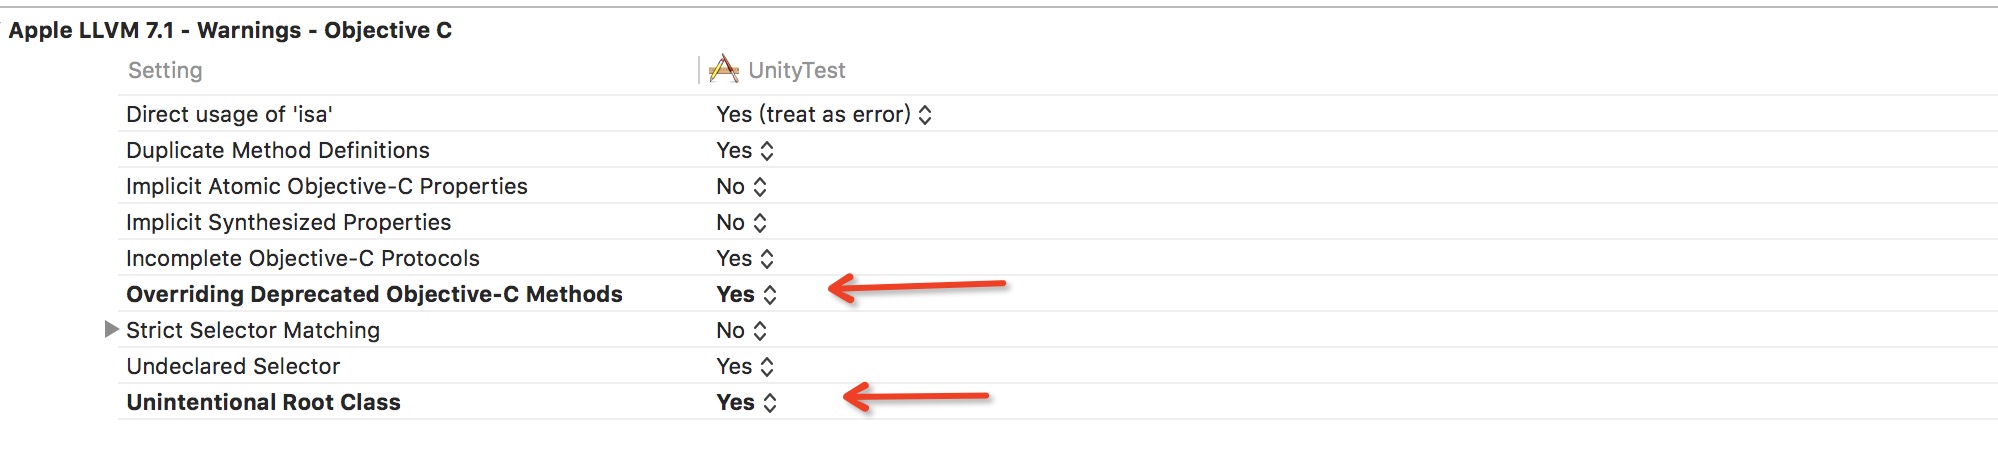 Apple LLVM 7.1 - Warnings - Objective C
Setting UnityTest
Direct usage of 'isa' Yes (treat as error)
Duplicate Method Definitions Yes
Implicit Atomic Objective-C Properties No
Implicit Synthesized Properties No
Incomplete Objective-C Protocols Yes
Overriding Deprecated Objective-C Methods Yes
Strict Selector Matching No
Undeclared Selector Yes
Unintentional Root Class Yes